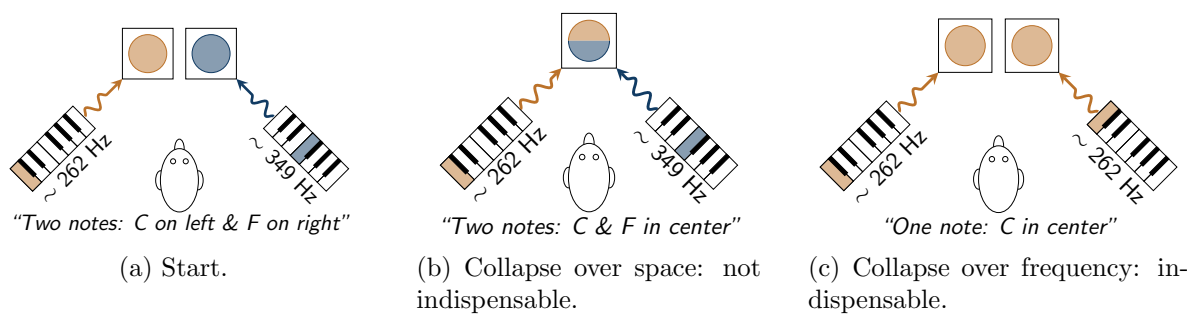 ~ 262 Hz
~ 349 Hz
"Two notes: C on left & F on right"
(a) Start.
~ 262 Hz
~ 349 Hz
"Two notes: C & F in center"
(b) Collapse over space: not
indispensable.
~ 262 Hz
~ 262 Hz
"One note: C in center"
(c) Collapse over frequency: in-
dispensable.